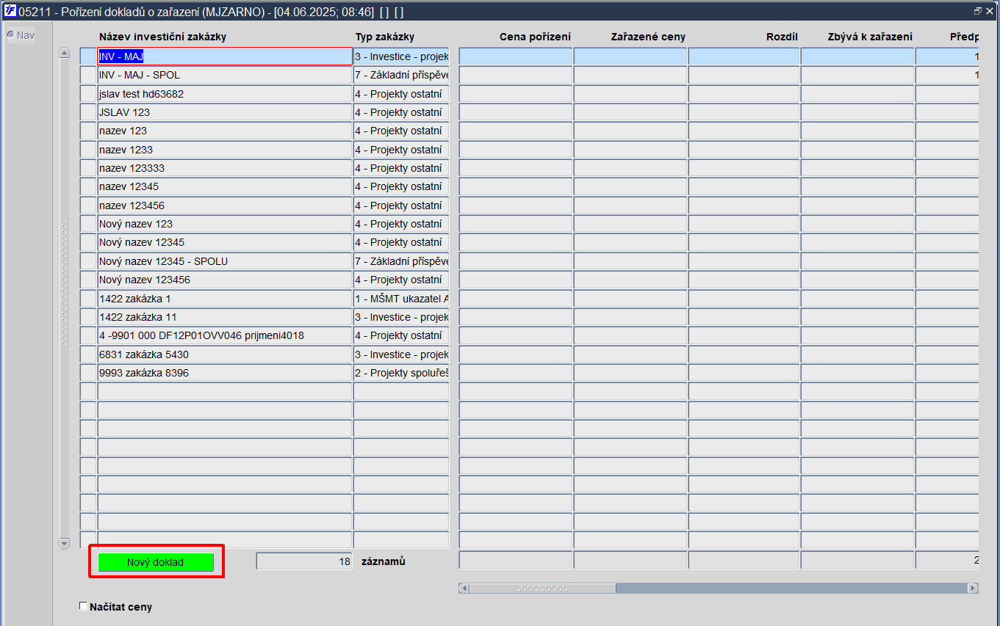 05211 - Pořízení dokladů o zařazení (MJZARNO) - [04.06.2025; 08:46] [ ] [ ]
Nav
Název investiční zakázky Typ zakázky Cena pořízení Zařazené ceny Rozdíl Zbývá k zařazení Předp
INV - MAJ 3 - Investice - projek 1
INV - MAJ - SPOL 7 - Základní příspěve 1
jslav test hd63682 4 - Projekty ostatní
JSLAV 123 4 - Projekty ostatní
nazev 123 4 - Projekty ostatní
nazev 1233 4 - Projekty ostatní
nazev 123333 4 - Projekty ostatní
nazev 12345 4 - Projekty ostatní
nazev 123456 4 - Projekty ostatní
Nový nazev 123 4 - Projekty ostatní
Nový nazev 12345 4 - Projekty ostatní
Nový nazev 12345 - SPOLU 7 - Základní příspěve
Nový nazev 123456 4 - Projekty ostatní
1422 zakázka 1 1 - MŠMT ukazatel A
1422 zakázka 11 3 - Investice - projek
4 -9901 000 DF12P01OVV046 prijmeni4018 4 - Projekty ostatní
6831 zakázka 5430 3 - Investice - projek
9993 zakázka 8396 2 - Projekty spoluřeš
Nový doklad 18 záznamů 2
Načítat ceny